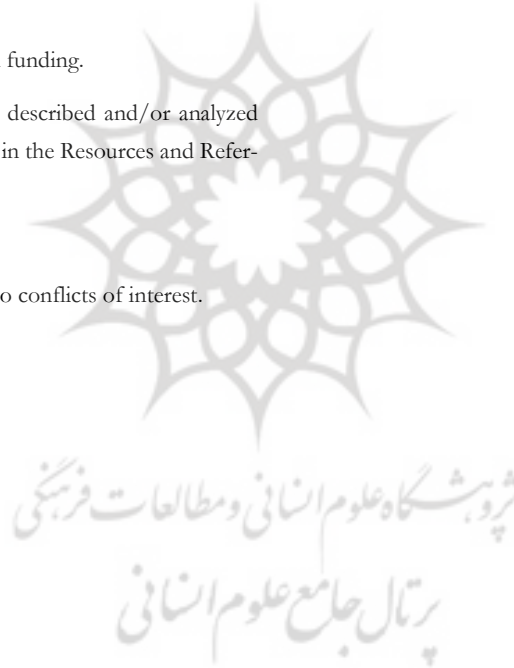 funding.
described and/or analyzed
in the Resources and Refer-
o conflicts of interest.
ژوهشگاه علوم انسانی و مطالعات فرهنگی
پرتال جامع علوم انسانی